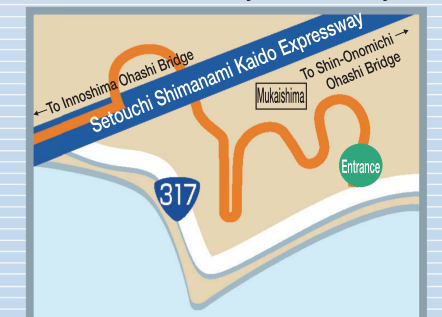 ←To Innoshima Ohashi Bridge
Setouchi Shimanami Kaido Expressway
To Shin-Onomichi →
Ohashi Bridge
Mukaishima
Entrance
317